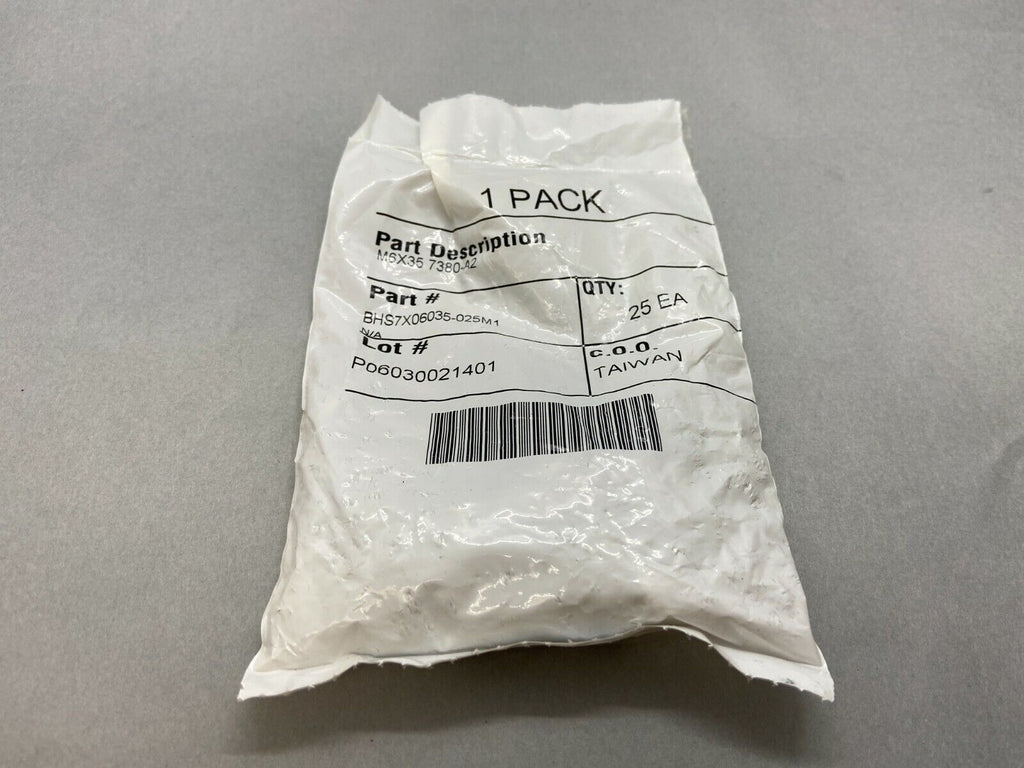 1 PACK
Part Description
M6X35 7380-A2
Part #
QTY:
BHS7X06035-025M1
25 EA
N/A
Lot #
C.O.O.
P06030021401
TAIWAN